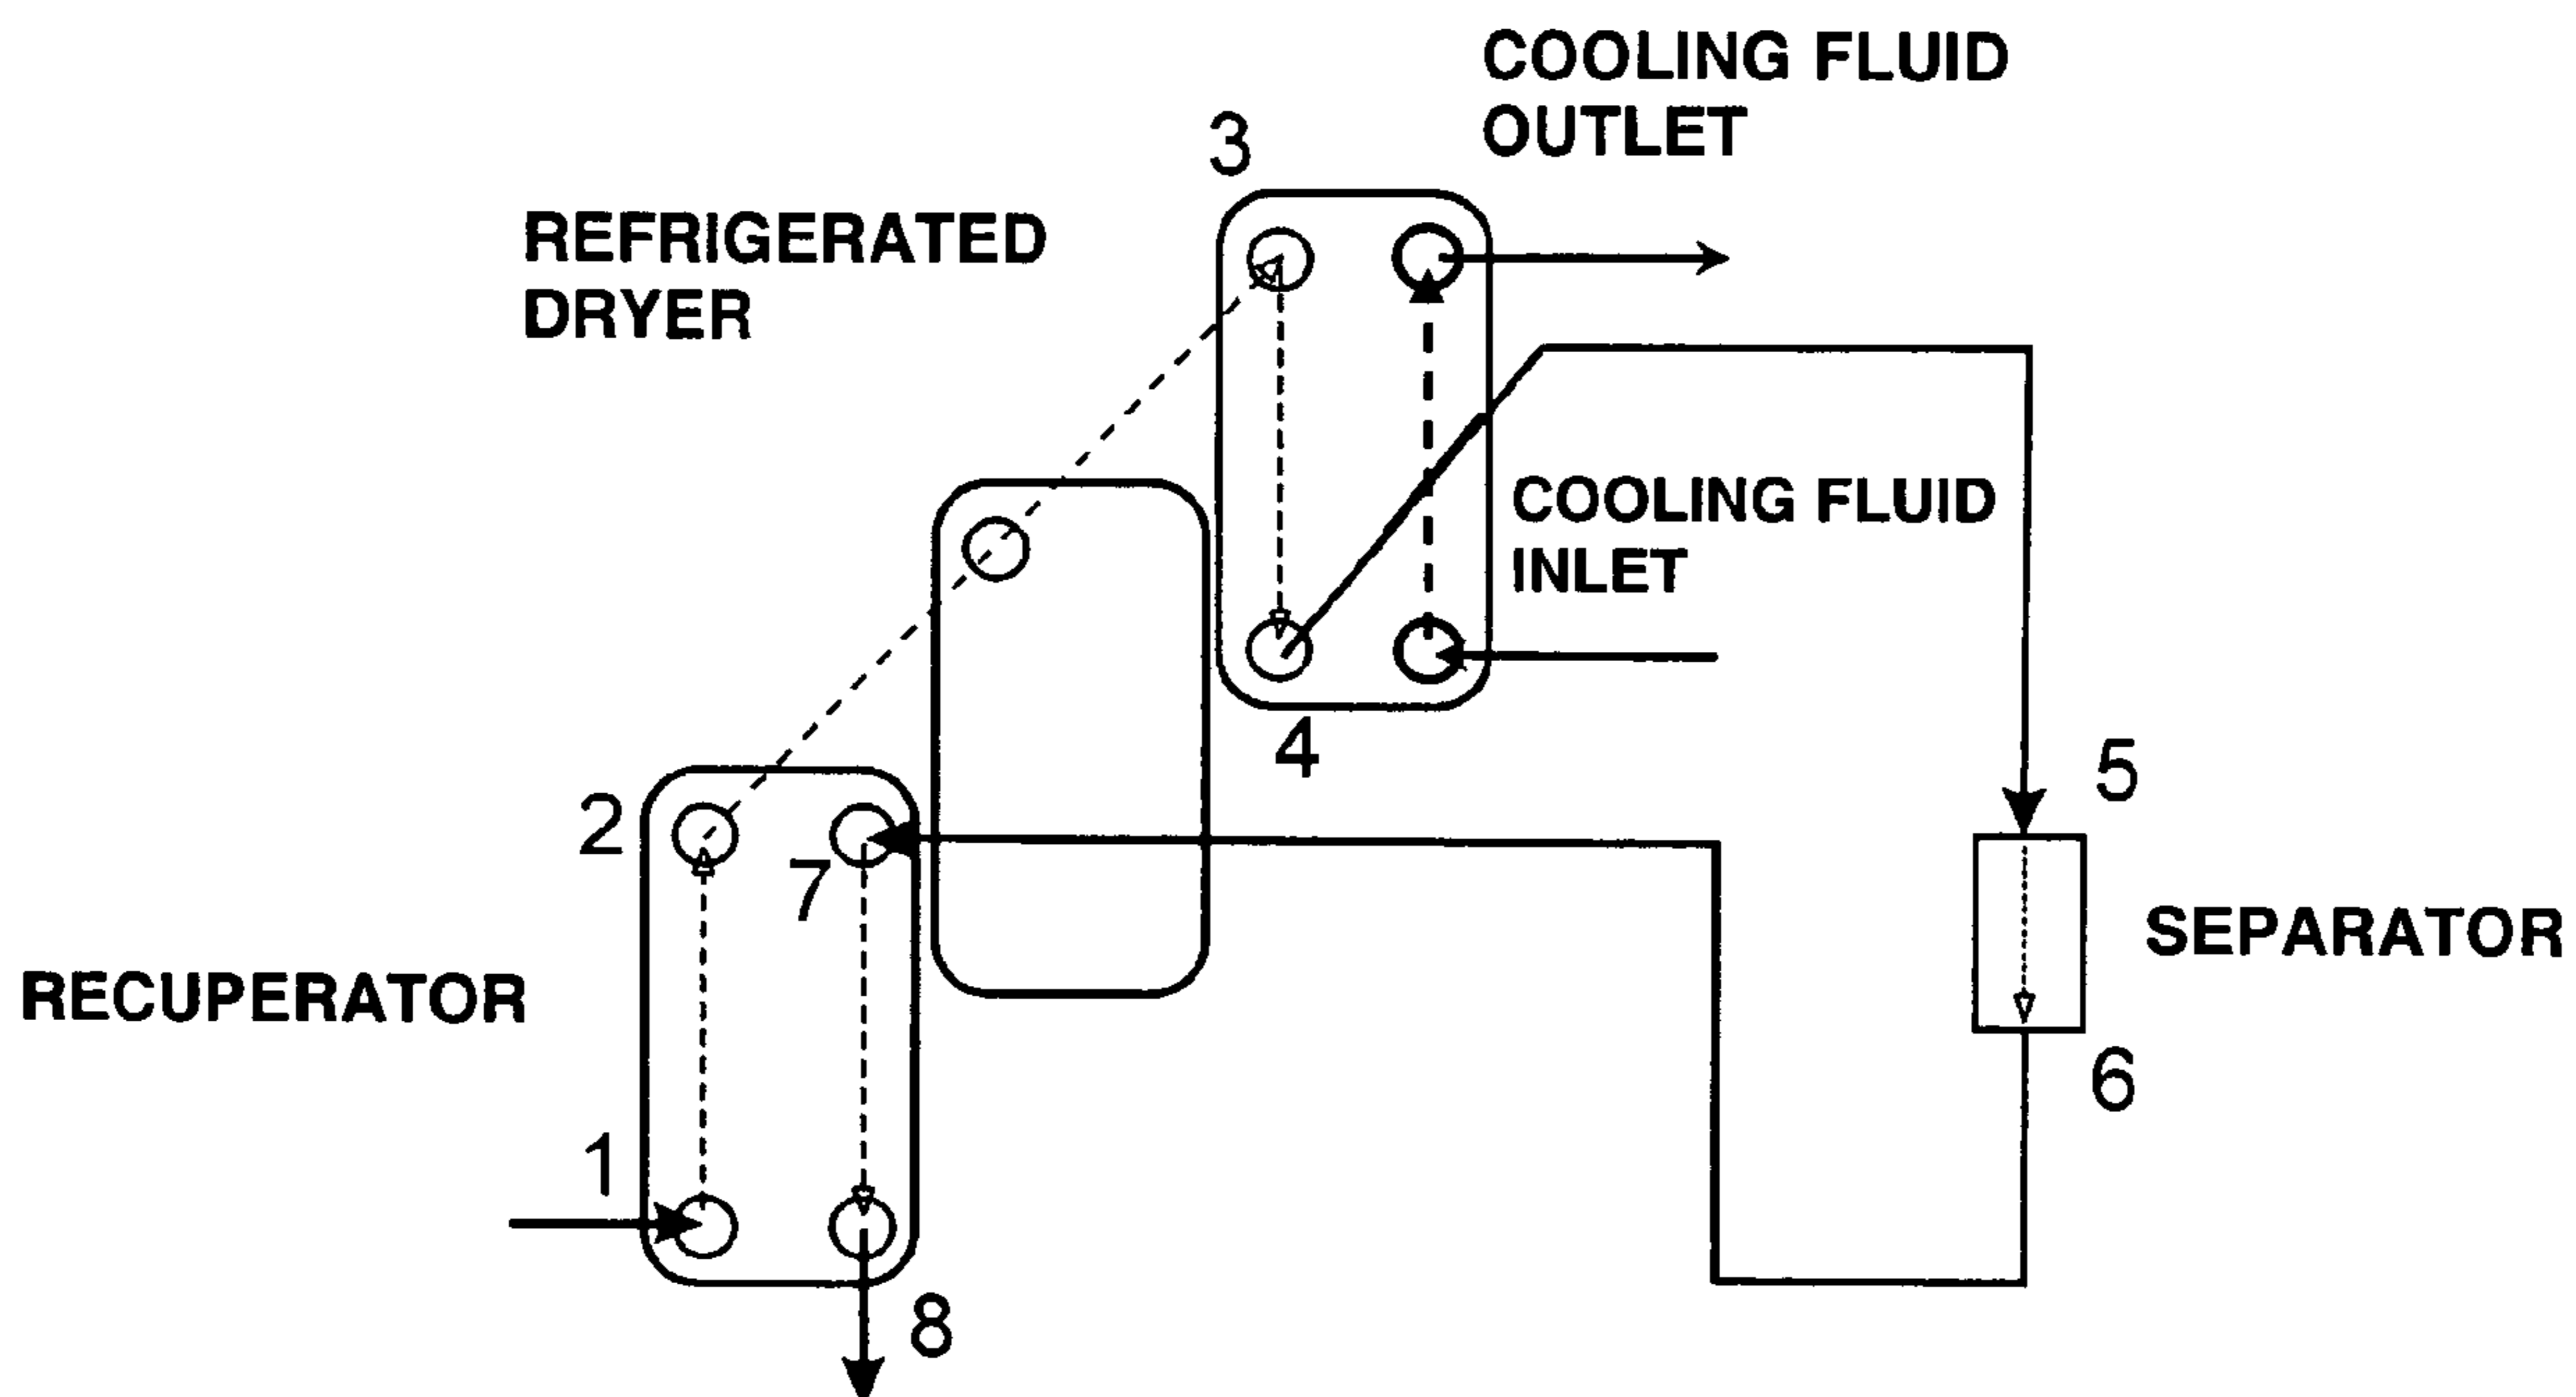 COOLING FLUID
OUTLET
3
REFRIGERATED
DRYER
COOLING FLUID
INLET
4
5
2
7
SEPARATOR
RECUPERATOR
6
1
8